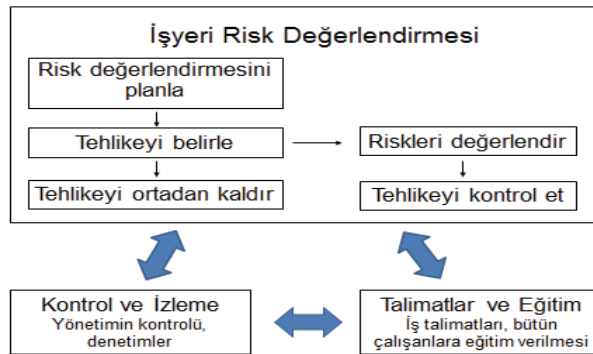 İşyeri Risk Değerlendirmesi
Risk değerlendirmesini
planla
Tehlikeyi belirle
Riskleri değerlendir
Tehlikeyi ortadan kaldır
Tehlikeyi kontrol et
Kontrol ve İzleme
Yönetimin kontrolü,
denetimler
Talimatlar ve Eğitim
İş talimatları, bütün
çalışanlara eğitim verilmesi